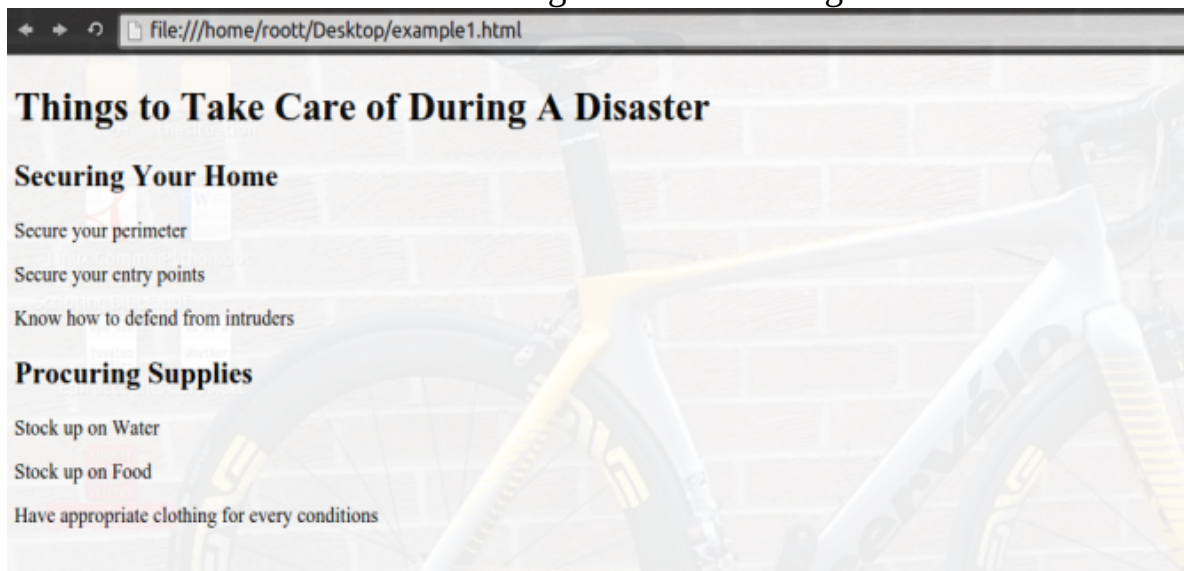 file:///home/roott/Desktop/example1.html
Things to Take Care of During A Disaster
Securing Your Home
Secure your perimeter
Secure your entry points
Know how to defend from intruders
Procuring Supplies
Stock up on Water
Stock up on Food
Have appropriate clothing for every conditions